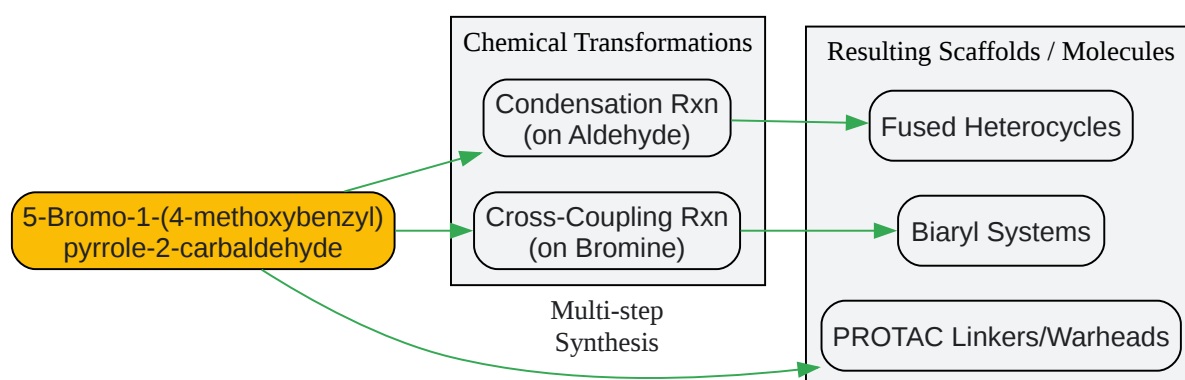 Chemical Transformations
Resulting Scaffolds / Molecules
Condensation Rxn
(on Aldehyde)
Fused Heterocycles
5-Bromo-1-(4-methoxybenzyl)
pyrrole-2-carbaldehyde
Cross-Coupling Rxn
(on Bromine)
Biaryl Systems
Multi-step
Synthesis
PROTAC Linkers/Warheads